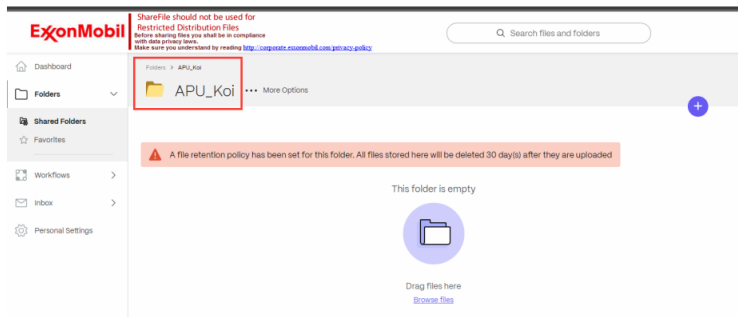 ExxonMobil
ShareFile should not be used for
Restricted Distribution Files
Before sharing files you shall be in compliance
with data privacy laws.
Make sure you understand by reading http://corporate.exxonmobil.com/privacy-policy
Search files and folders
Dashboard
Folders
Shared Folders
Favorites
Workflows
Inbox
Personal Settings
Folders > APU_Koi
APU_Koi
••• More Options
+
A file retention policy has been set for this folder. All files stored here will be deleted 30 day(s) after they are uploaded
This folder is empty
Drag files here
Browse files